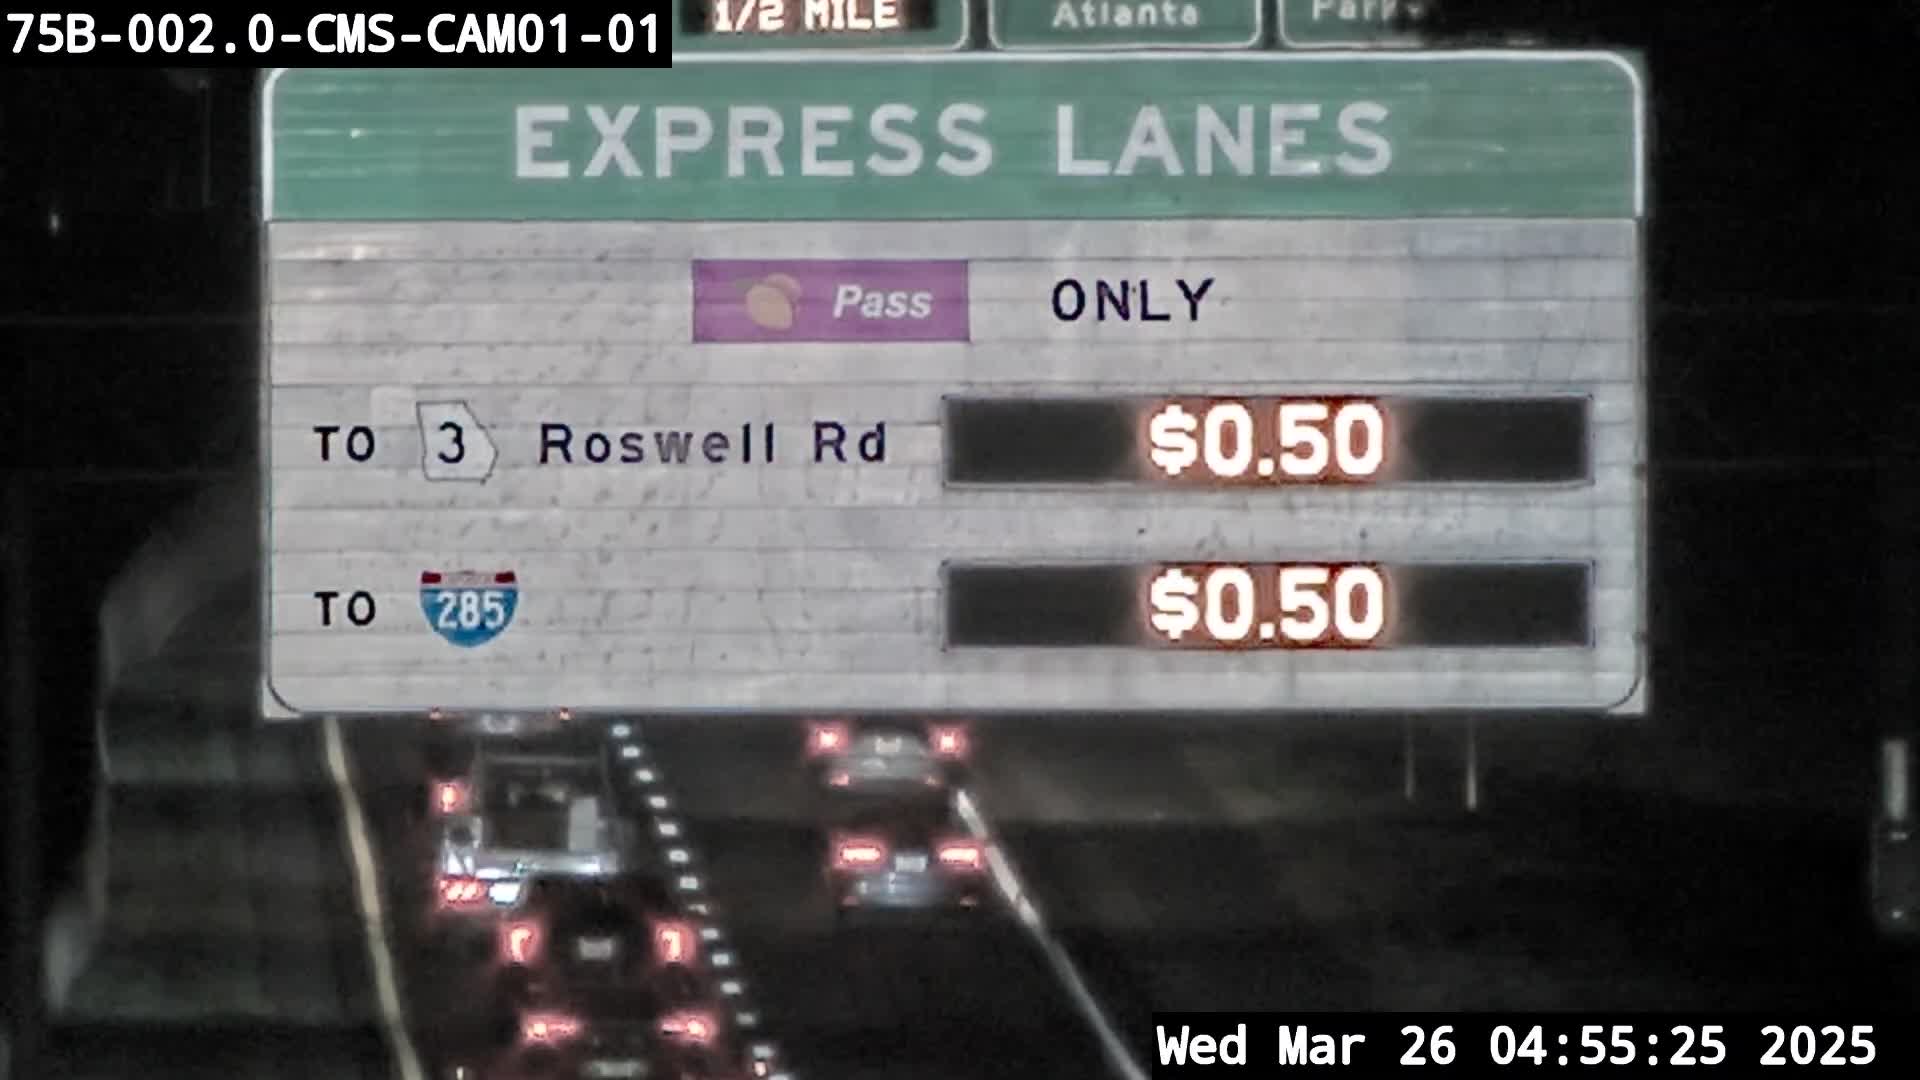 75B-002.0-CMS-CAM01-01
1/2 MILE
Atlanta
EXPRESS LANES
Pass ONLY
TO 3 Roswell Rd $0.50
TO 285 $0.50
Wed Mar 26 04:55:25 2025